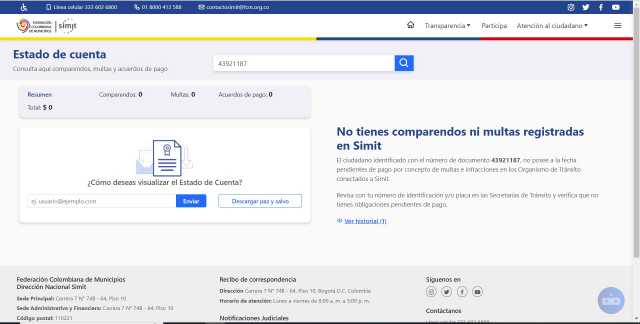 Línea celular 333 602 6800
01 8000 413 588
contactosimit@fcm.org.co
FEDERACIÓN COLOMBIANA DE MUNICIPIOS
simit
Transparencia
Participa
Atención al ciudadano
Estado de cuenta
Consulta aquí comparendos, multas y acuerdos de pago
43921187
Resumen
Comparendos: 0
Multas: 0
Acuerdos de pago: 0
Total: $ 0
¿Cómo deseas visualizar el Estado de Cuenta?
ej. usuario@ejemplo.com
Enviar
Descargar paz y salvo
No tienes comparendos ni multas registradas
en Simit
El ciudadano identificado con el número de documento 43921187, no posee a la fecha
pendientes de pago por concepto de multas e infracciones en los Organismo de Tránsito
conectados a Simit.
Revisa con tu número de identificación y/o placa en las Secretarías de Tránsito y verifica que no
tienes obligaciones pendientes de pago.
Ver historial (1)
Federación Colombiana de Municipios
Dirección Nacional Simit
Sede Principal: Carrera 7 N° 74B - 64, Piso 10
Sede Administrativa y Financiera: Carrera 7 N° 74B - 64, Piso 10
Código postal: 110221
Recibo de correspondencia
Dirección Carrera 7 N° 74B - 64, Piso 10, Bogotá D.C. Colombia
Horario de atención: Lunes a viernes de 8:00 a. m. a 5:00 p. m.
Notificaciones Judiciales
Síguenos en
Contáctanos